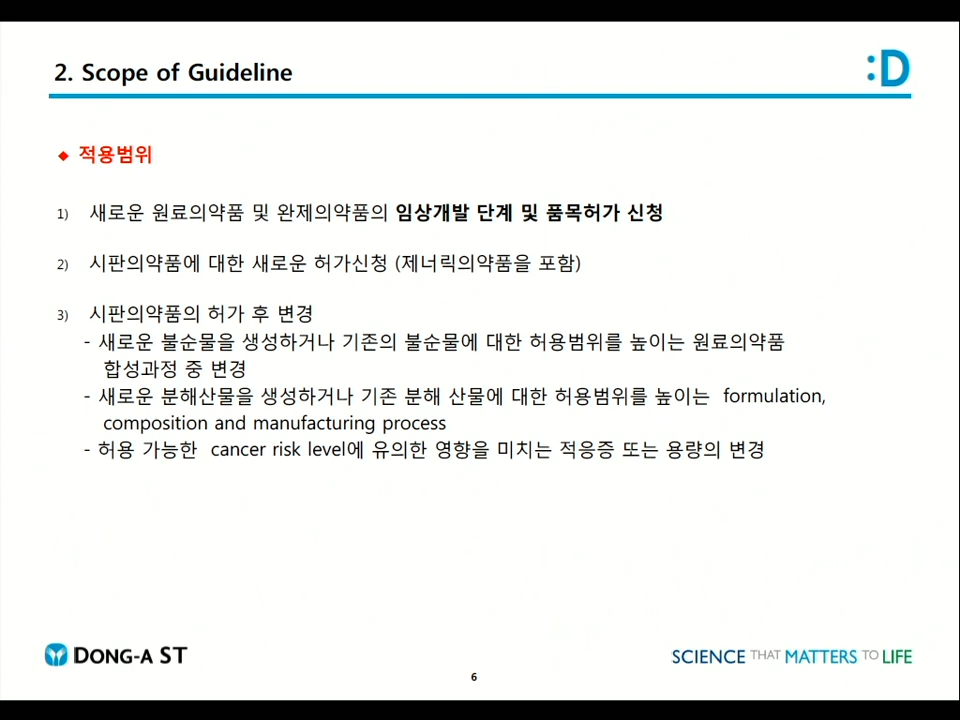 2. Scope of Guideline
:D
◆ 적용범위
1) 새로운 원료의약품 및 완제의약품의 임상개발 단계 및 품목허가 신청
2) 시판의약품에 대한 새로운 허가신청 (제너릭의약품을 포함)
3) 시판의약품의 허가 후 변경
- 새로운 불순물을 생성하거나 기존의 불순물에 대한 허용범위를 높이는 원료의약품
합성과정 중 변경
- 새로운 분해산물을 생성하거나 기존 분해 산물에 대한 허용범위를 높이는 formulation,
composition and manufacturing process
- 허용 가능한 cancer risk level에 유의한 영향을 미치는 적응증 또는 용량의 변경
DONG-A ST
SCIENCE THAT MATTERS TO LIFE
6